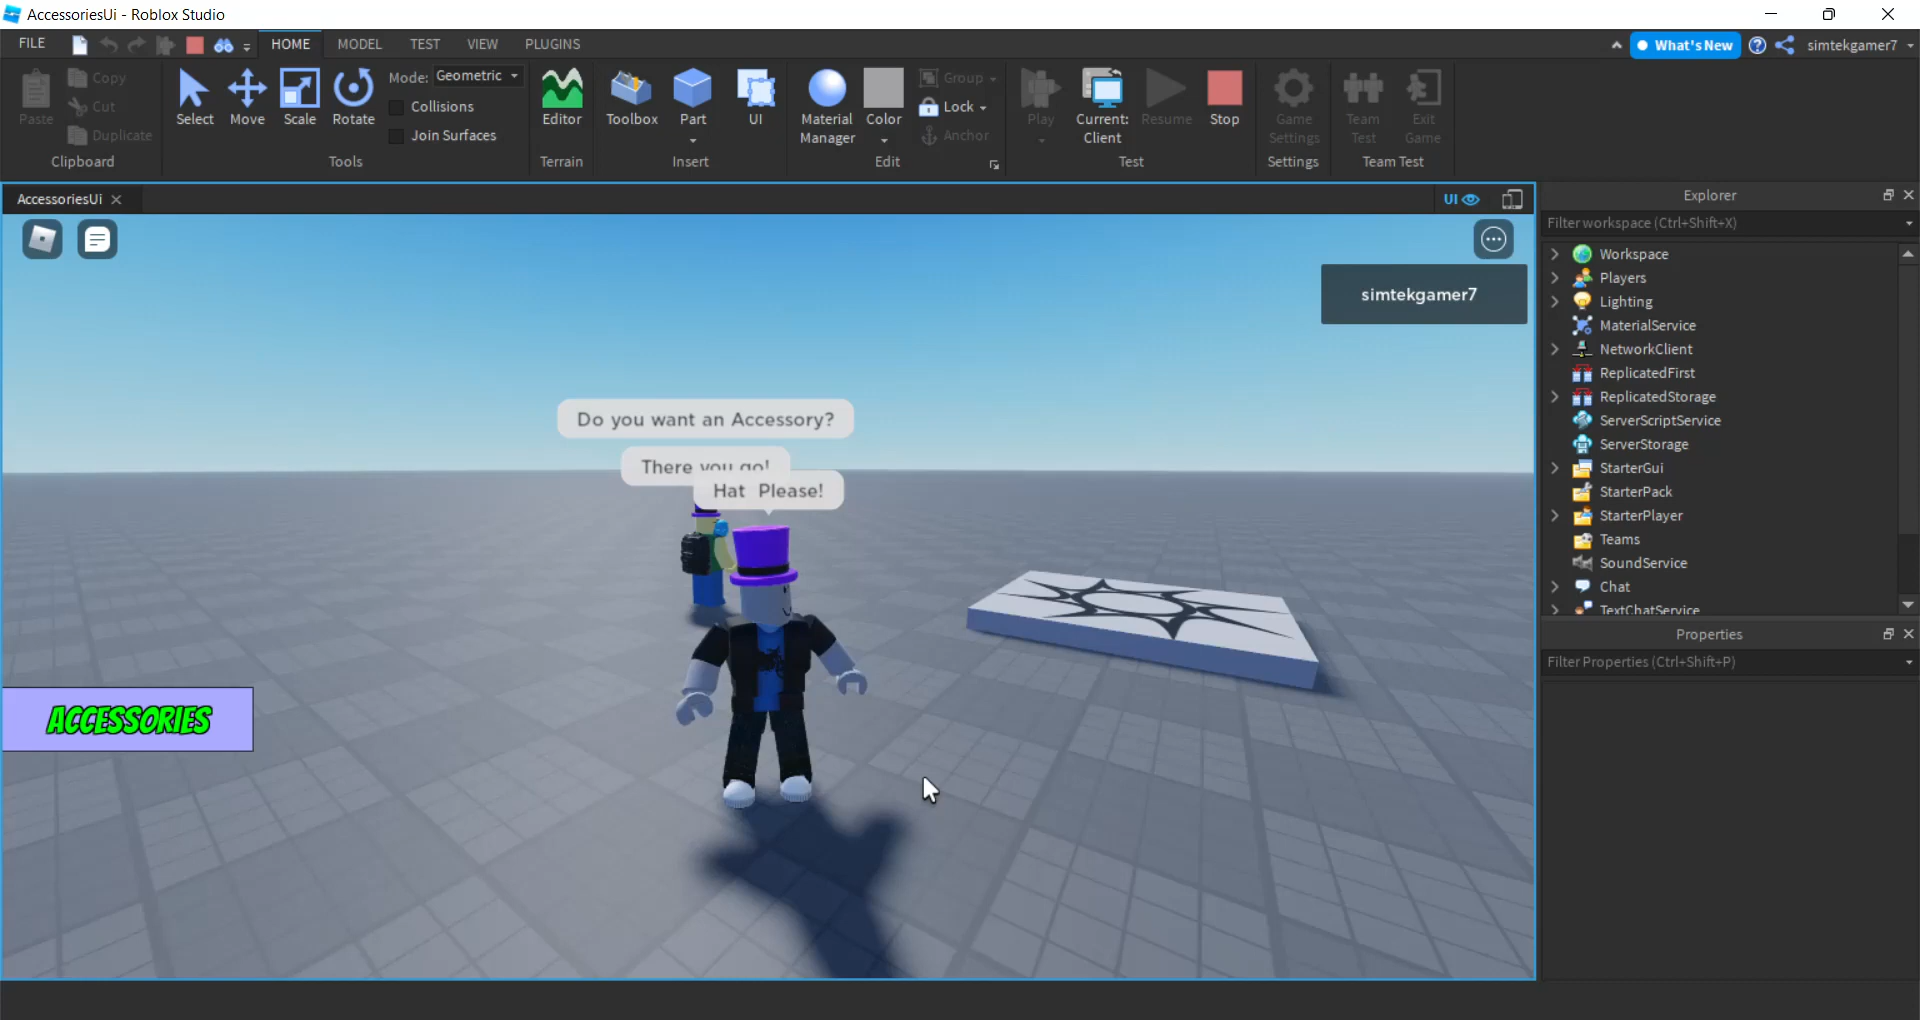 AccessoriesUi - Roblox Studio
FILE
HOME
MODEL
TEST
VIEW
PLUGINS
What's New
simtekgamer7
Paste
Copy
Cut
Duplicate
Clipboard
Select
Move
Scale
Rotate
Mode: Geometric
Collisions
Join Surfaces
Tools
Editor
Terrain
Toolbox
Part
UI
Insert
Material
Manager
Color
Group
Lock
Anchor
Edit
Play
Current:
Client
Resume
Stop
Test
Game
Settings
Settings
Team
Test
Exit
Game
Team Test
AccessoriesUi
UI
simtekgamer7
Do you want an Accessory?
There you go!
Hat Please!
ACCESSORIES
Explorer
Filter workspace (Ctrl+Shift+X)
Workspace
Players
Lighting
MaterialService
NetworkClient
ReplicatedFirst
ReplicatedStorage
ServerScriptService
ServerStorage
StarterGui
StarterPack
StarterPlayer
Teams
SoundService
Chat
TextChatService
Properties
Filter Properties (Ctrl+Shift+P)